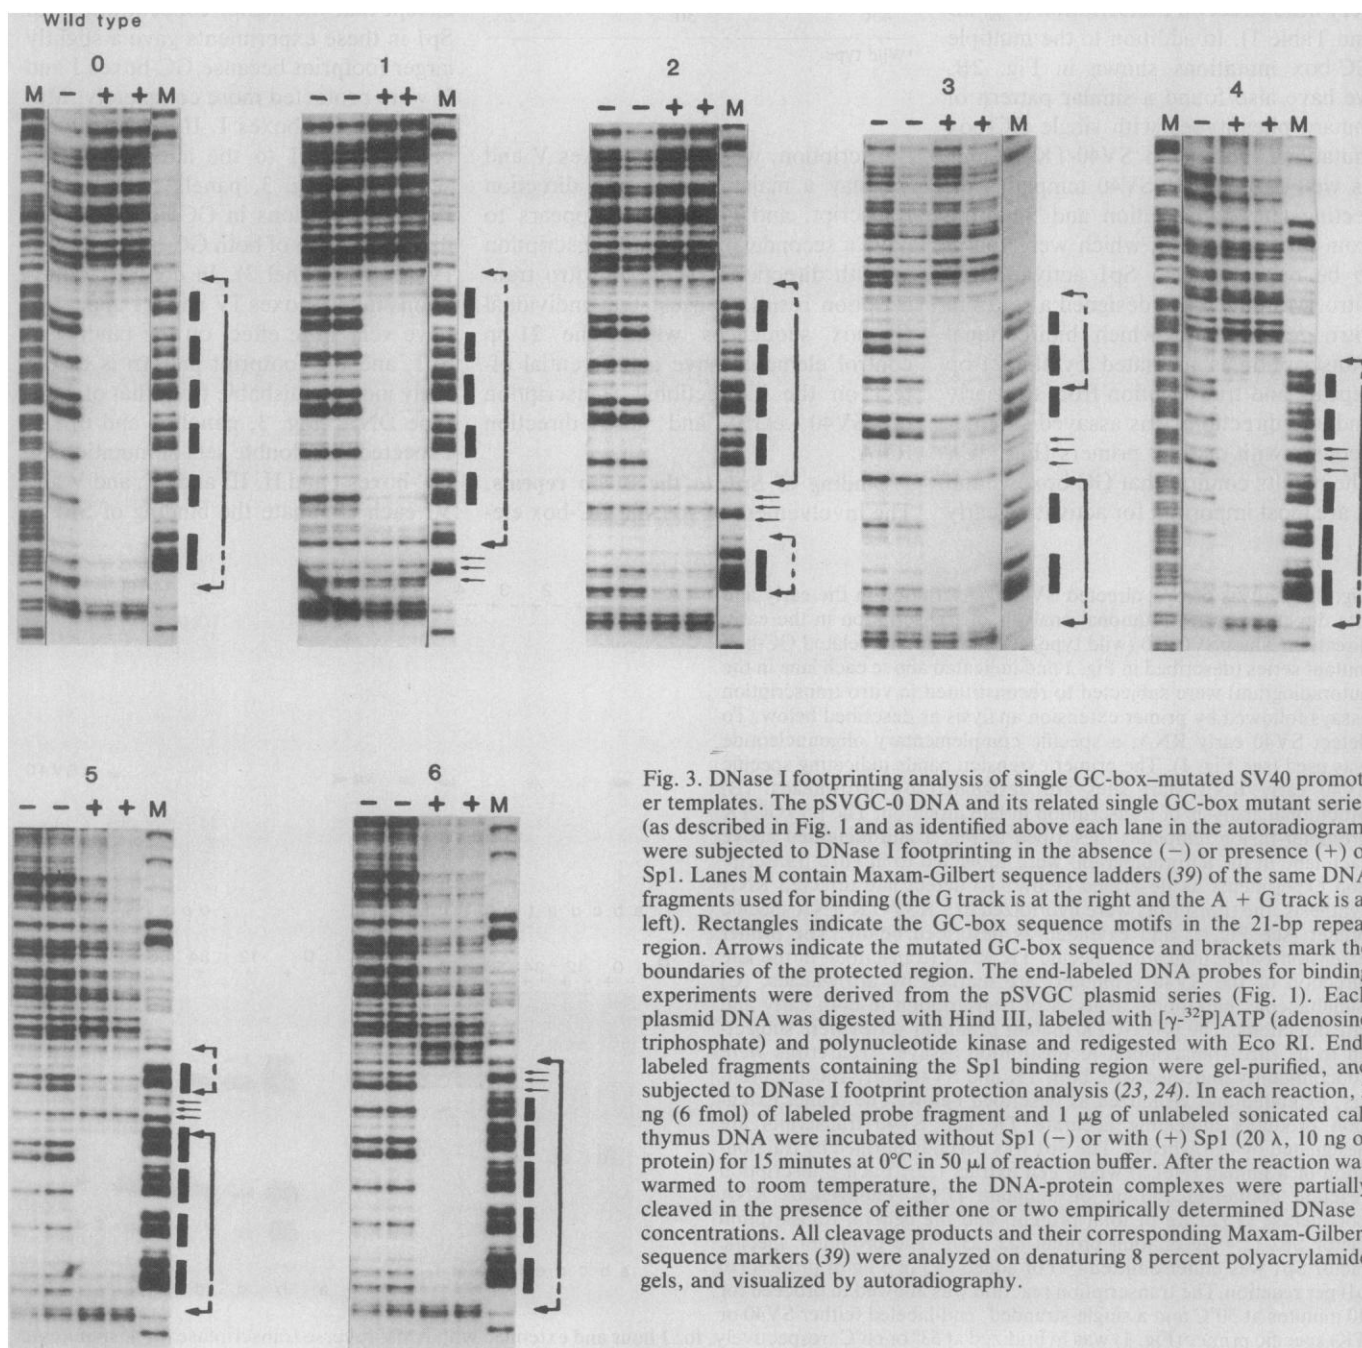 Wild type
0
1
2
3
4
M − + + M
− − + + M
− − + + M
− − + + M
M − + + M
5
6
− − + + M
− − + + M
Fig. 3. DNase I footprinting analysis of single GC-box–mutated SV40 promot
er templates. The pSVGC-0 DNA and its related single GC-box mutant serie
(as described in Fig. 1 and as identified above each lane in the autoradiogram
were subjected to DNase I footprinting in the absence (−) or presence (+) o
Sp1. Lanes M contain Maxam-Gilbert sequence ladders (39) of the same DNA
fragments used for binding (the G track is at the right and the A + G track is a
left). Rectangles indicate the GC-box sequence motifs in the 21-bp repea
region. Arrows indicate the mutated GC-box sequence and brackets mark the
boundaries of the protected region. The end-labeled DNA probes for binding
experiments were derived from the pSVGC plasmid series (Fig. 1). Each
plasmid DNA was digested with Hind III, labeled with [γ-³²P]ATP (adenosine
triphosphate) and polynucleotide kinase and redigested with Eco RI. End
labeled fragments containing the Sp1 binding region were gel-purified, and
subjected to DNase I footprint protection analysis (23, 24). In each reaction,
ng (6 fmol) of labeled probe fragment and 1 μg of unlabeled sonicated cal
thymus DNA were incubated without Sp1 (−) or with (+) Sp1 (20 λ, 10 ng o
protein) for 15 minutes at 0°C in 50 μl of reaction buffer. After the reaction wa
warmed to room temperature, the DNA-protein complexes were partially
cleaved in the presence of either one or two empirically determined DNase
concentrations. All cleavage products and their corresponding Maxam-Gilber
sequence markers (39) were analyzed on denaturing 8 percent polyacrylamide
gels, and visualized by autoradiography.